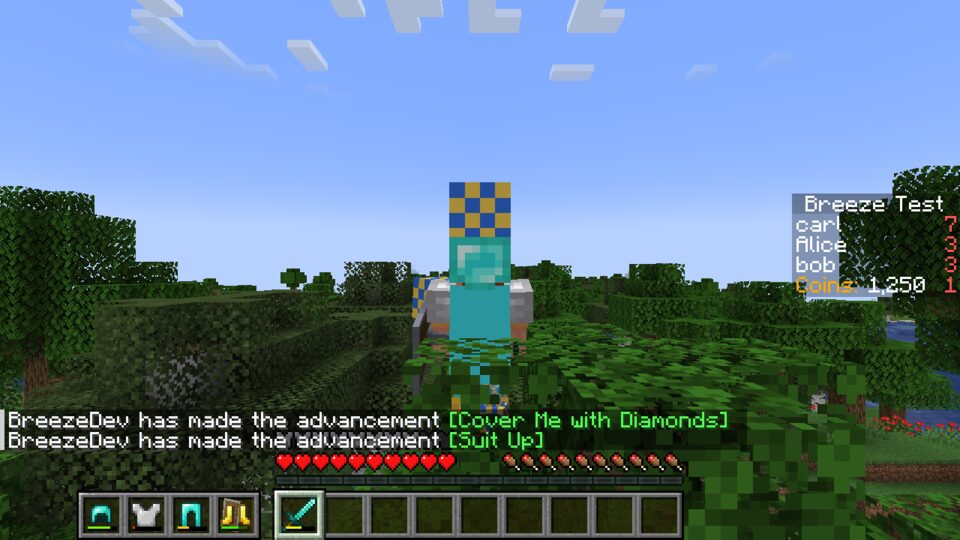 Breeze Test
carl 7
Alice 3
bob 3
Coins: 1,250 1
BreezeDev has made the advancement [Cover Me with Diamonds]
BreezeDev has made the advancement [Suit Up]